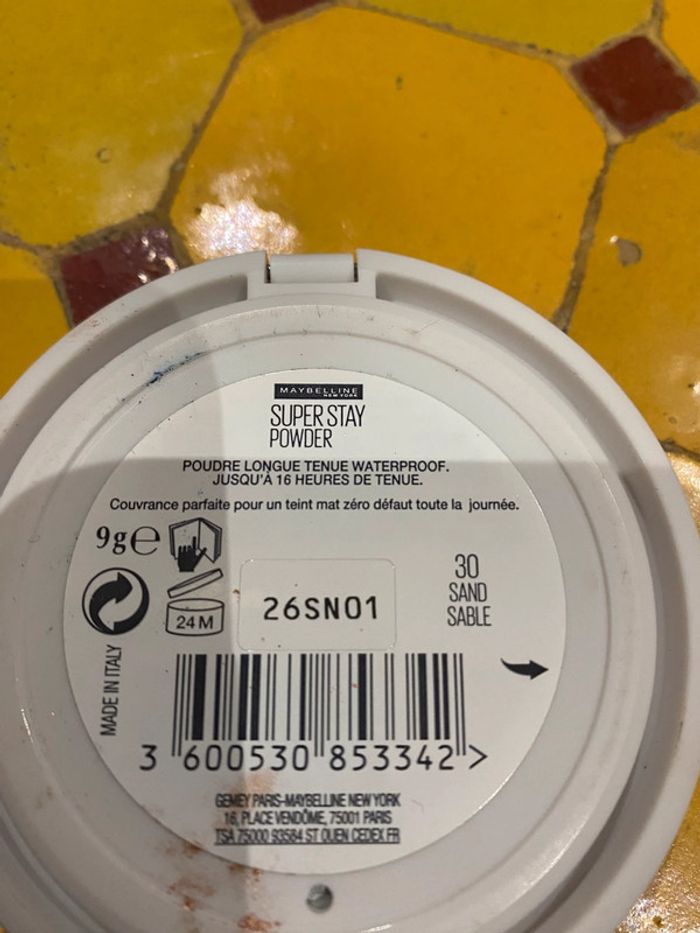 MAYBELLINE
NEW YORK
SUPER STAY
POWDER
POUDRE LONGUE TENUE WATERPROOF.
JUSQU'À 16 HEURES DE TENUE.
Couvrance parfaite pour un teint mat zéro défaut toute la journée.
9g℮
24 M
26SN01
30
SAND
SABLE
MADE IN ITALY
3 600530 853342 >
GEMEY PARIS-MAYBELLINE NEW YORK
16, PLACE VENDÔME, 75001 PARIS
TSA 75000 93584 ST OUEN CEDEX FR